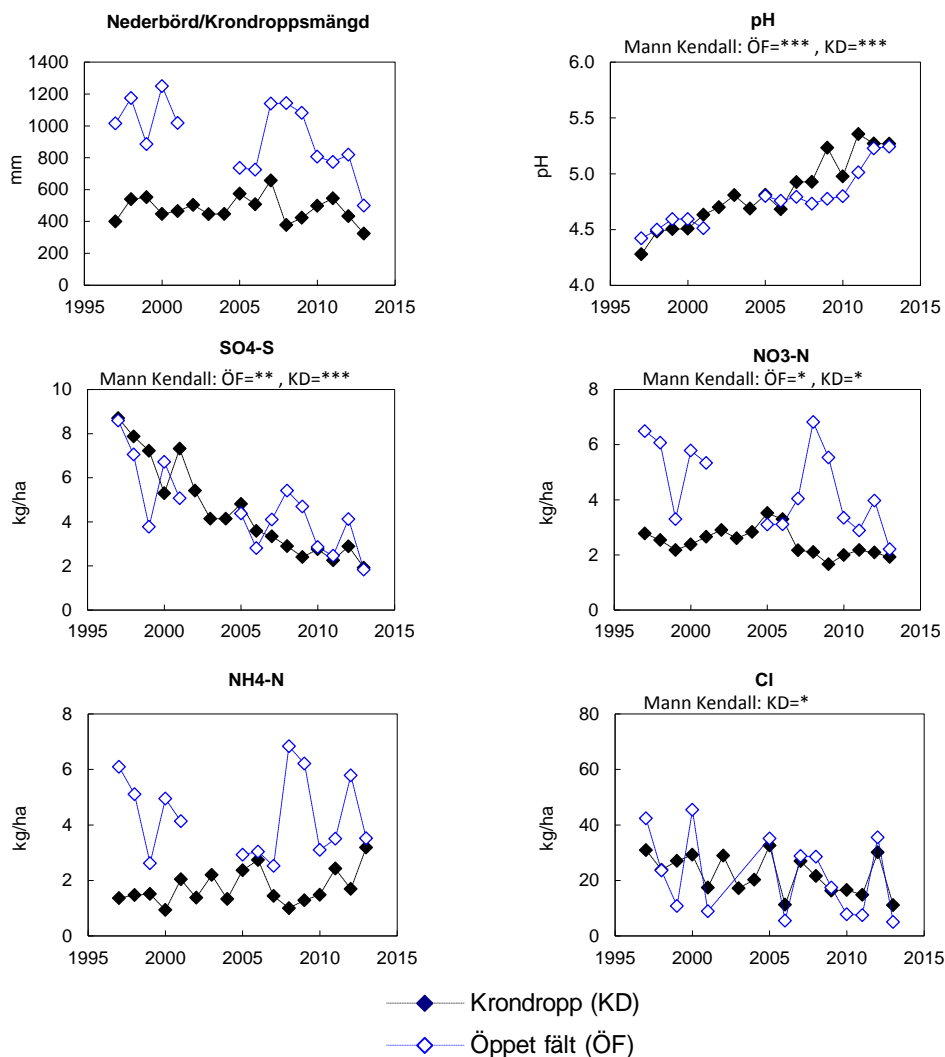 Nederbörd/Krondroppsmängd
1400
1200
1000
800
600
400
200
0
mm
1995 2000 2005 2010 2015
pH
Mann Kendall: ÖF=*** , KD=***
6.0
5.5
5.0
4.5
4.0
pH
1995 2000 2005 2010 2015
SO4-S
Mann Kendall: ÖF=** , KD=***
10
8
6
4
2
0
kg/ha
1995 2000 2005 2010 2015
NO3-N
Mann Kendall: ÖF=* , KD=*
8
6
4
2
0
kg/ha
1995 2000 2005 2010 2015
NH4-N
8
6
4
2
0
kg/ha
1995 2000 2005 2010 2015
Cl
Mann Kendall: KD=*
80
60
40
20
0
kg/ha
1995 2000 2005 2010 2015
Krondropp (KD)
Öppet fält (ÖF)